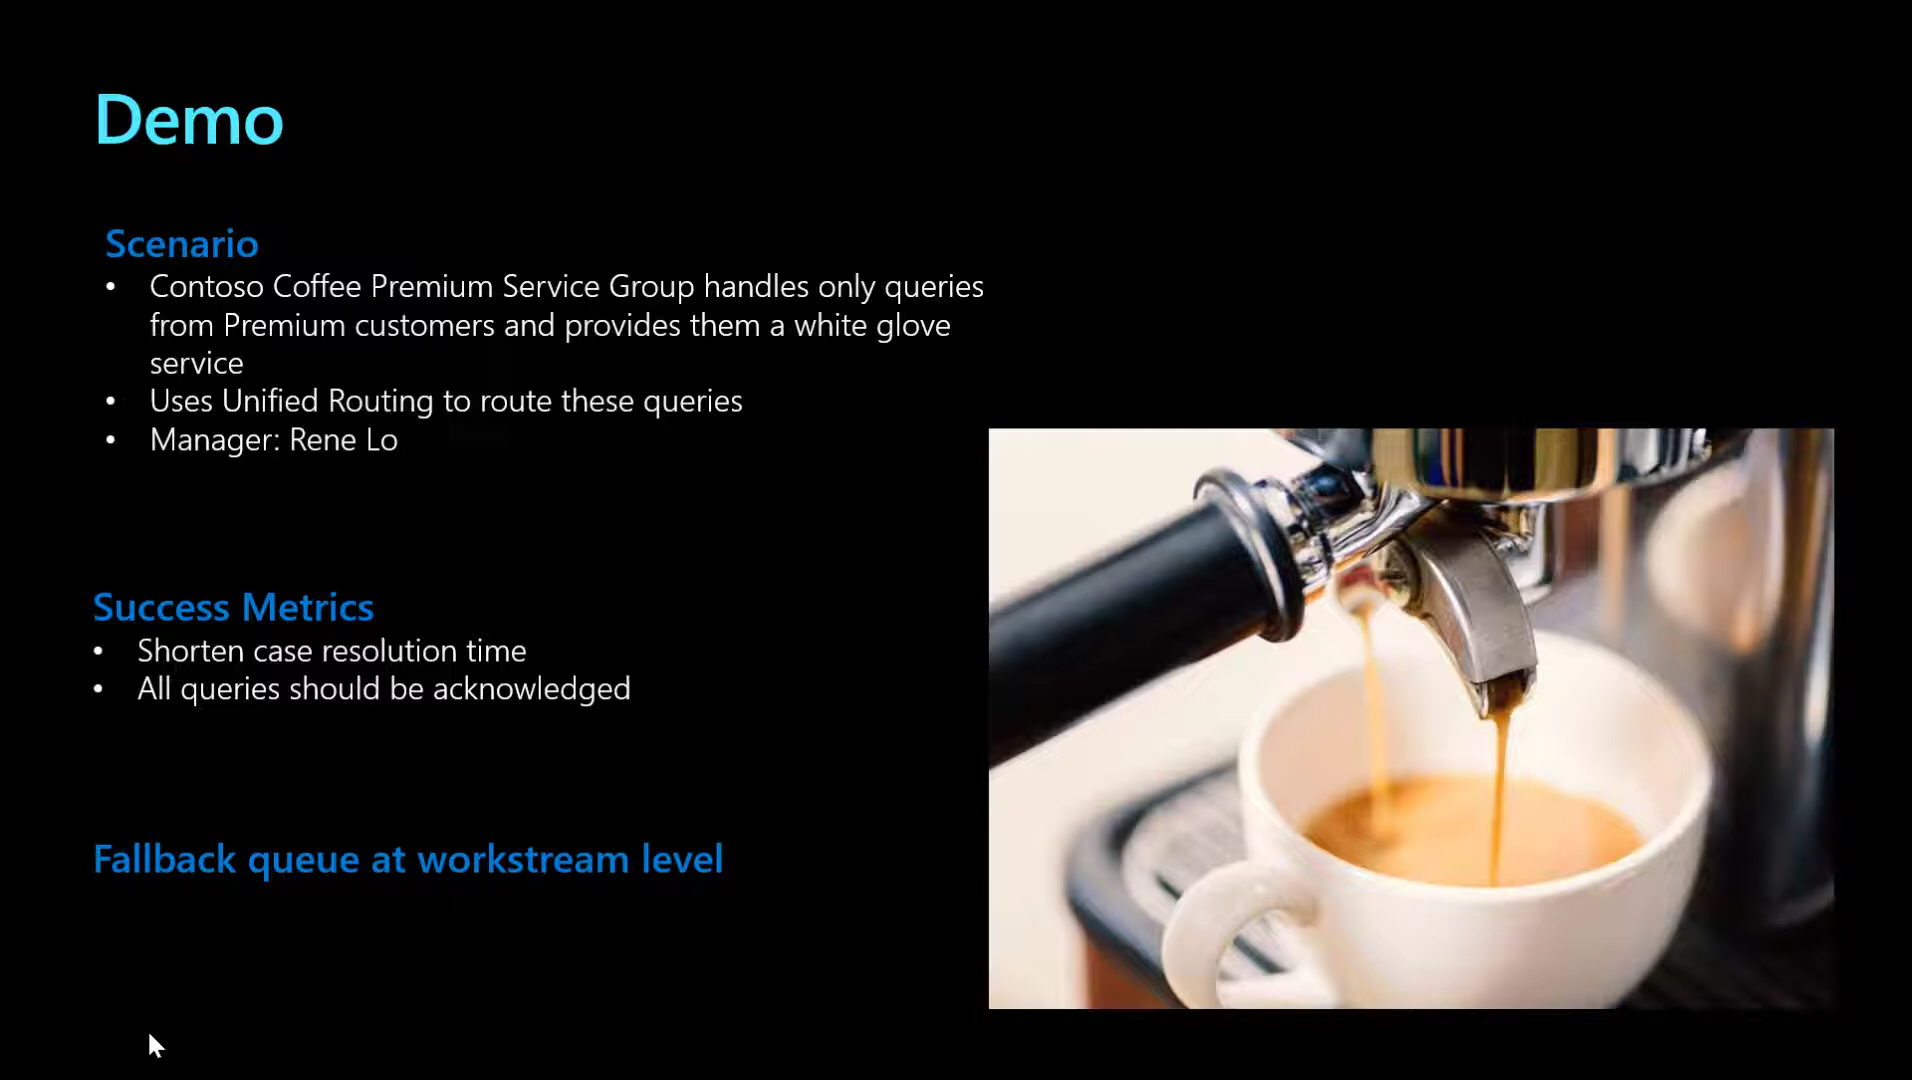 Demo
Scenario
• Contoso Coffee Premium Service Group handles only queries
from Premium customers and provides them a white glove
service
• Uses Unified Routing to route these queries
• Manager: Rene Lo
Success Metrics
• Shorten case resolution time
• All queries should be acknowledged
Fallback queue at workstream level